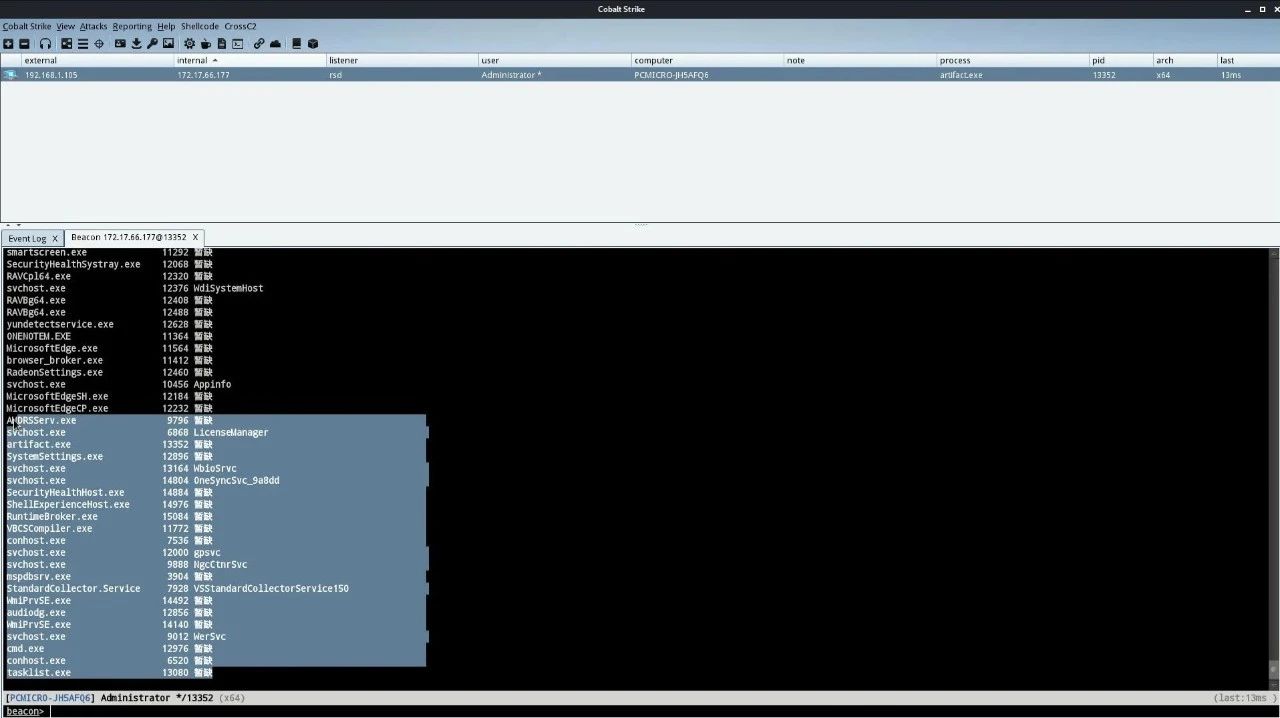 Cobalt Strike
Cobalt Strike View Attacks Reporting Help Shellcode CrossC2
external internal listener user computer note process pid arch last
192.168.1.105 172.17.66.177 rsd Administrator * PCMICRO-JH5AFQ6 artifact.exe 13352 x64 13ms
Event Log X Beacon 172.17.66.177@13352 X
smartscreen.exe 11292 暂缺
SecurityHealthSystray.exe 12068 暂缺
RAVCpl64.exe 12320 暂缺
svchost.exe 12376 WdiSystemHost
RAVBg64.exe 12408 暂缺
RAVBg64.exe 12488 暂缺
yundetectservice.exe 12628 暂缺
ONENOTEM.EXE 11364 暂缺
MicrosoftEdge.exe 11564 暂缺
browser_broker.exe 11412 暂缺
RadeonSettings.exe 12460 暂缺
svchost.exe 10456 Appinfo
MicrosoftEdgeSH.exe 12184 暂缺
MicrosoftEdgeCP.exe 12232 暂缺
AMDRSServ.exe 9796 暂缺
svchost.exe 6868 LicenseManager
artifact.exe 13352 暂缺
SystemSettings.exe 12896 暂缺
svchost.exe 13164 WbioSrvc
svchost.exe 14804 OneSyncSvc_9a8dd
SecurityHealthHost.exe 14884 暂缺
ShellExperienceHost.exe 14976 暂缺
RuntimeBroker.exe 15084 暂缺
VBCSCompiler.exe 11772 暂缺
conhost.exe 7536 暂缺
svchost.exe 12000 gpsvc
svchost.exe 9888 NgcCtnrSvc
mspdbsrv.exe 3904 暂缺
StandardCollector.Service 7928 VSStandardCollectorService150
WmiPrvSE.exe 14492 暂缺
audiodg.exe 12856 暂缺
WmiPrvSE.exe 14140 暂缺
svchost.exe 9012 WerSvc
cmd.exe 12976 暂缺
conhost.exe 6520 暂缺
tasklist.exe 13080 暂缺
[PCMICRO-JH5AFQ6] Administrator */13352 (x64) (last:13ms )
beacon>